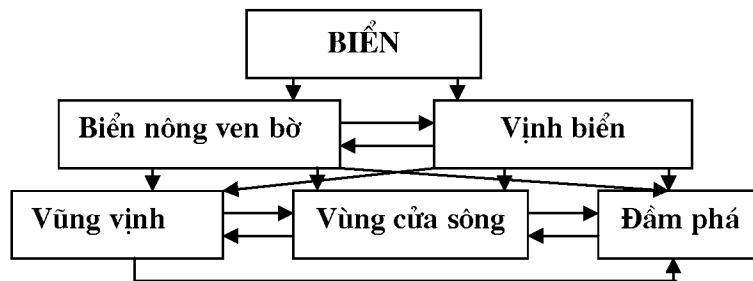 BIỂN
Biển nông ven bờ
Vịnh biển
Vũng vịnh
Vùng cửa sông
Đầm phá